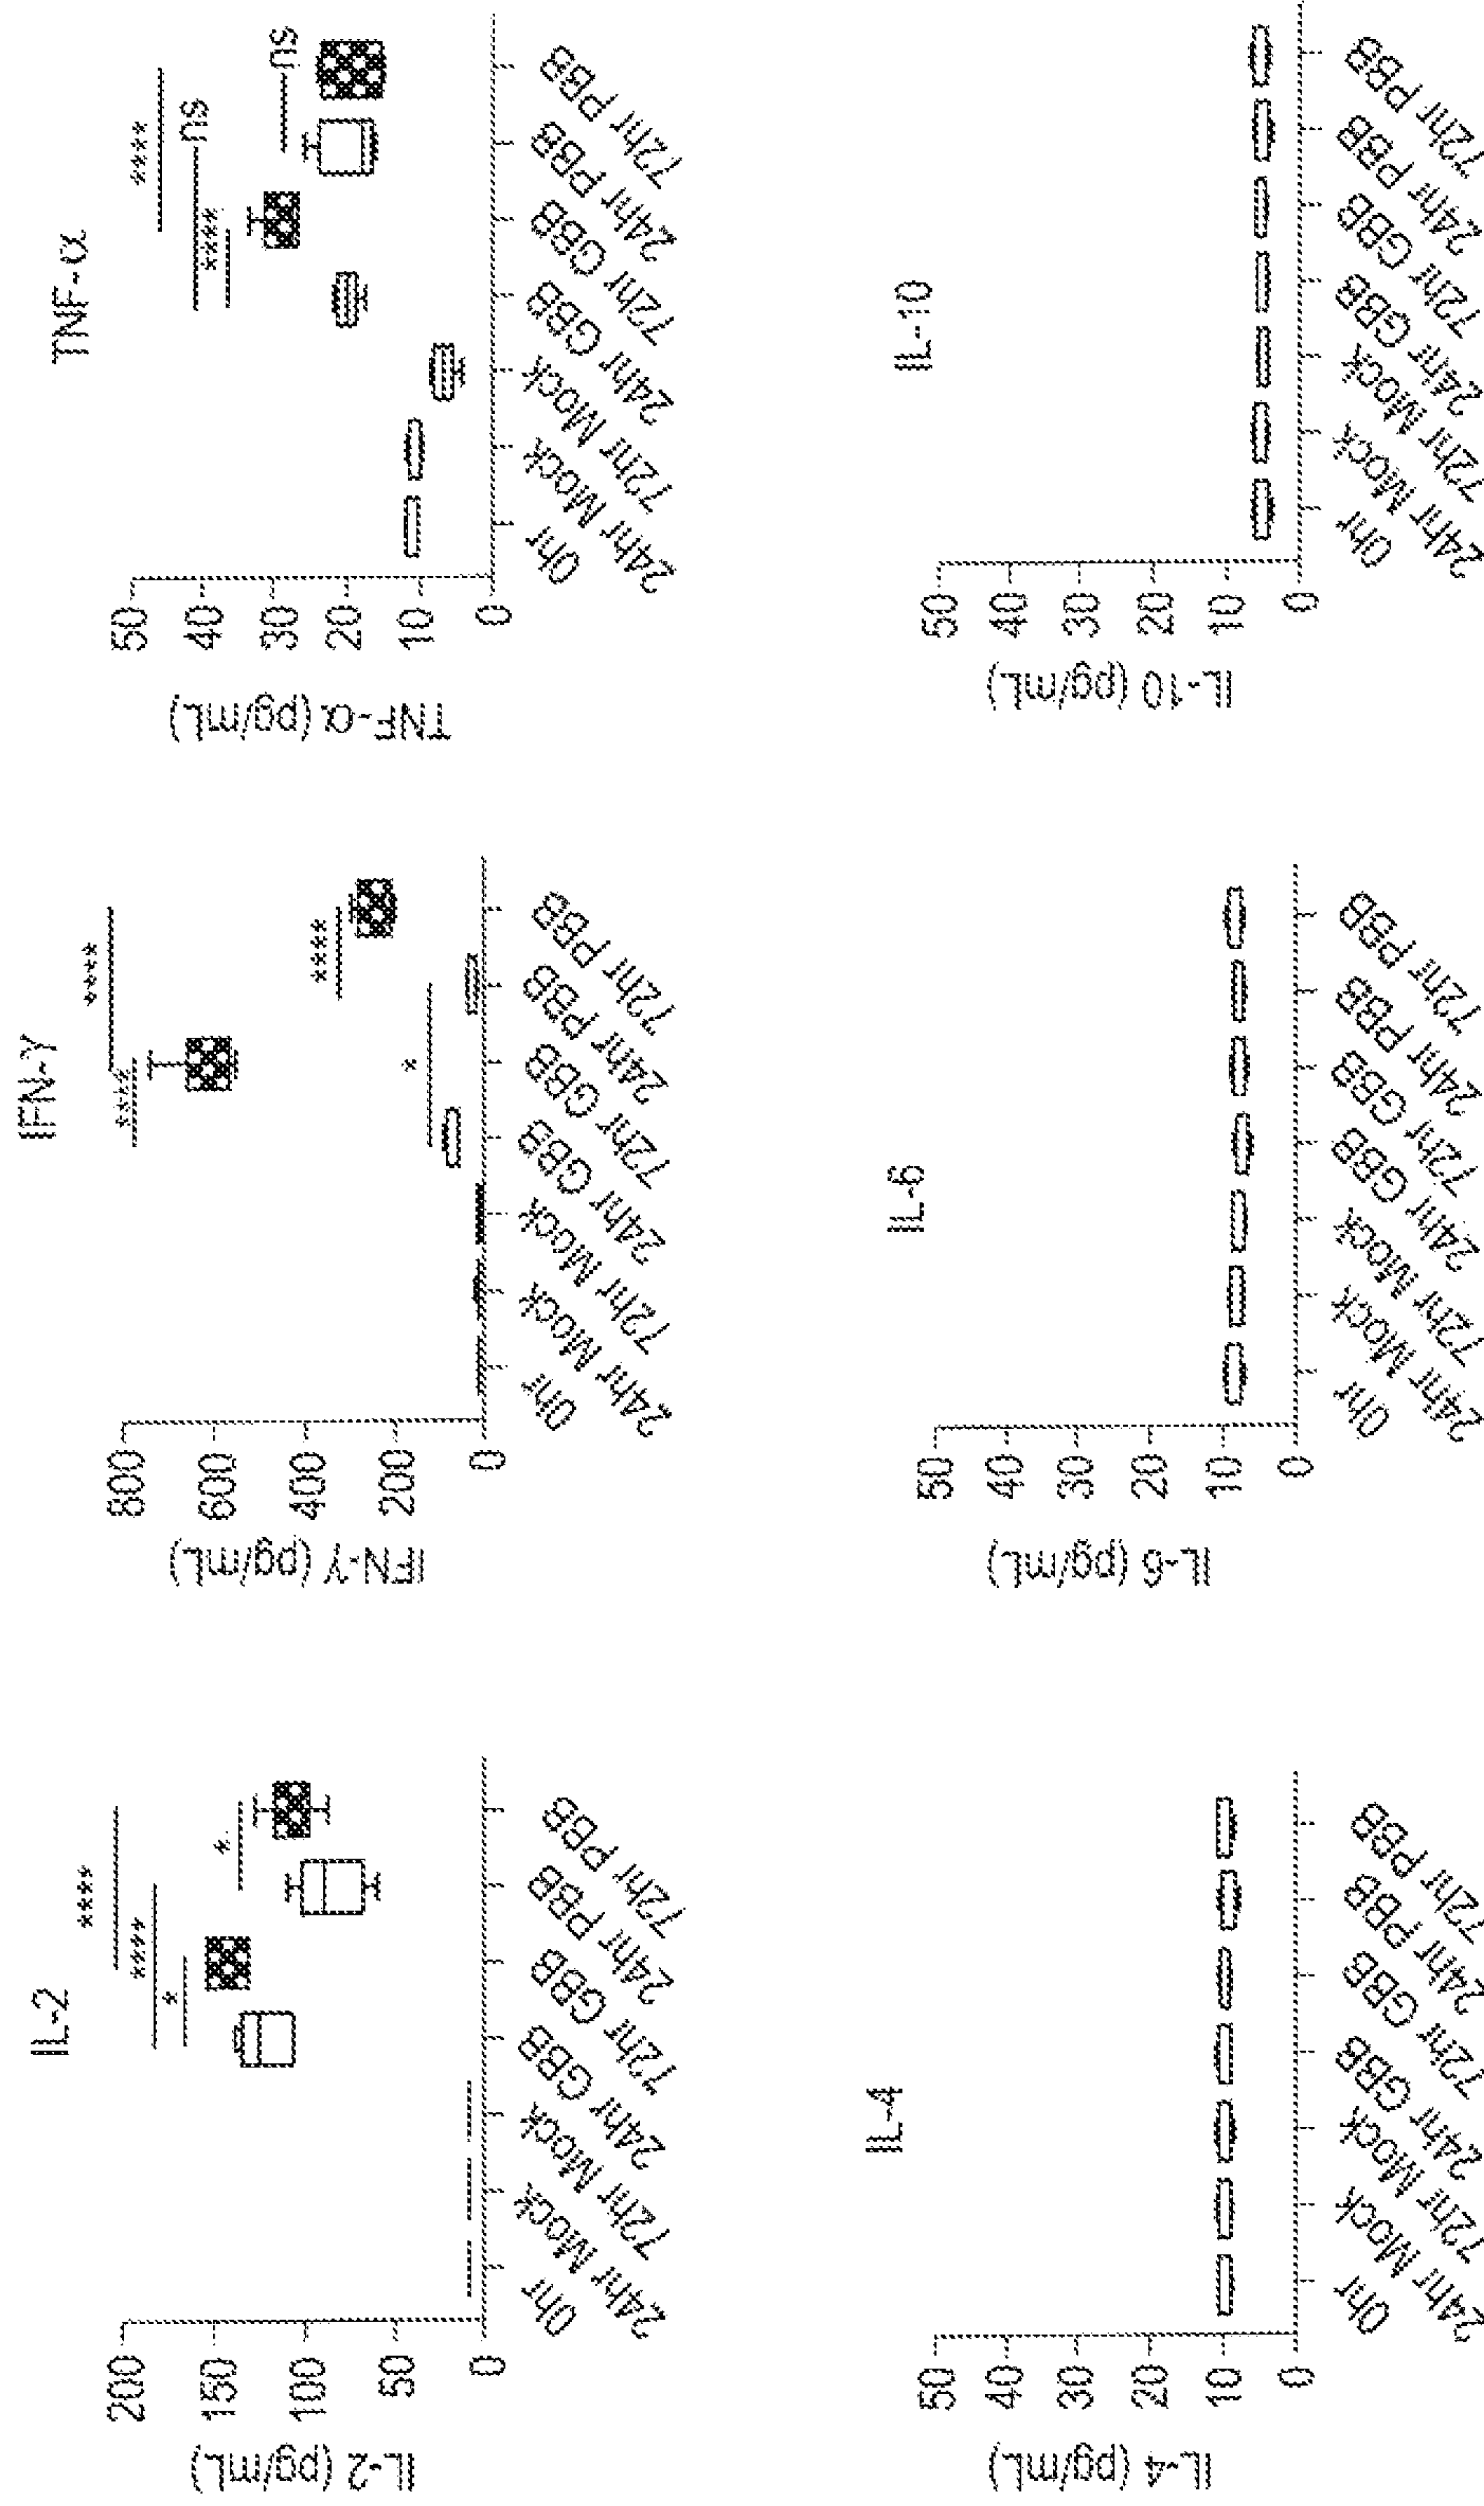 IL-2
****
****
*
*
IL-2 (pg/mL)
200
150
100
50
0
0hr
24hr Mock
72hr Mock
24hr GBB
72hr GBB
24hr PBB
72hr PBB
IFN-γ
****
****
****
*
IFN-γ (pg/mL)
800
600
400
200
0
0hr
24hr Mock
72hr Mock
24hr GBB
72hr GBB
24hr PBB
72hr PBB
TNF-α
****
ns
****
ns
TNF-α (pg/mL)
50
40
30
20
10
0
0hr
24hr Mock
72hr Mock
24hr GBB
72hr GBB
24hr PBB
72hr PBB
IL-4
IL-4 (pg/mL)
50
40
30
20
10
0
0hr
24hr Mock
72hr Mock
24hr GBB
72hr GBB
24hr PBB
72hr PBB
IL-6
IL-6 (pg/mL)
50
40
30
20
10
0
0hr
24hr Mock
72hr Mock
24hr GBB
72hr GBB
24hr PBB
72hr PBB
IL-10
IL-10 (pg/mL)
50
40
30
20
10
0
0hr
24hr Mock
72hr Mock
24hr GBB
72hr GBB
24hr PBB
72hr PBB